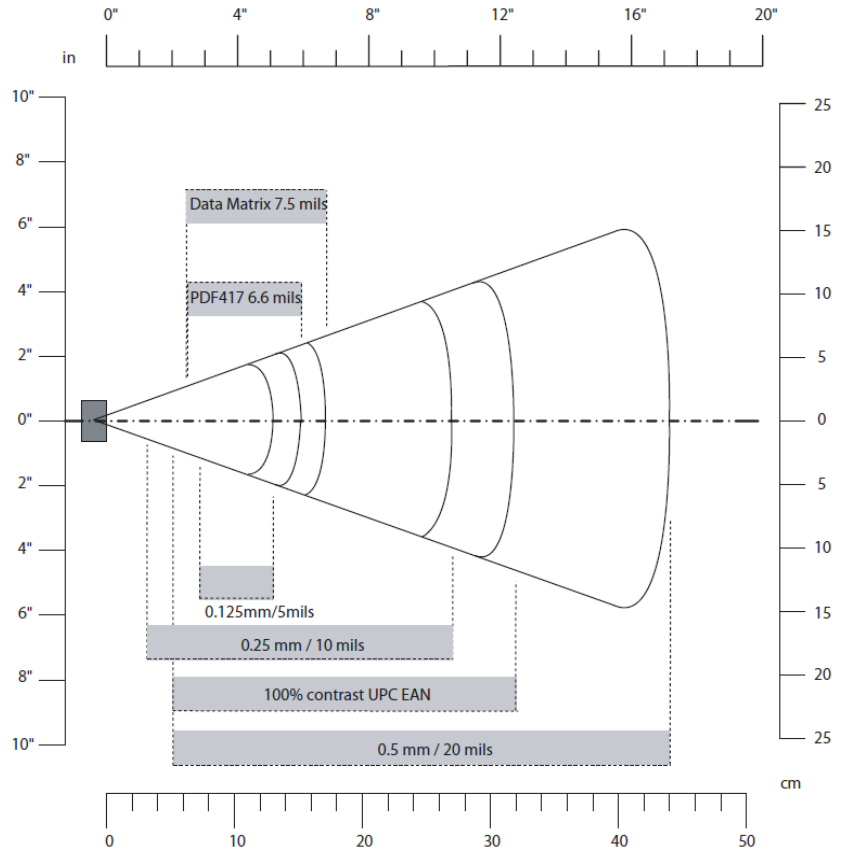 0" 4" 8" 12" 16" 20"
in
10"
8"
6"
4"
2"
0"
2"
4"
6"
8"
10"
Data Matrix 7.5 mils
PDF417 6.6 mils
0.125mm/5mils
0.25 mm / 10 mils
100% contrast UPC EAN
0.5 mm / 20 mils
25
20
15
10
5
0
5
10
15
20
25
cm
0 10 20 30 40 50